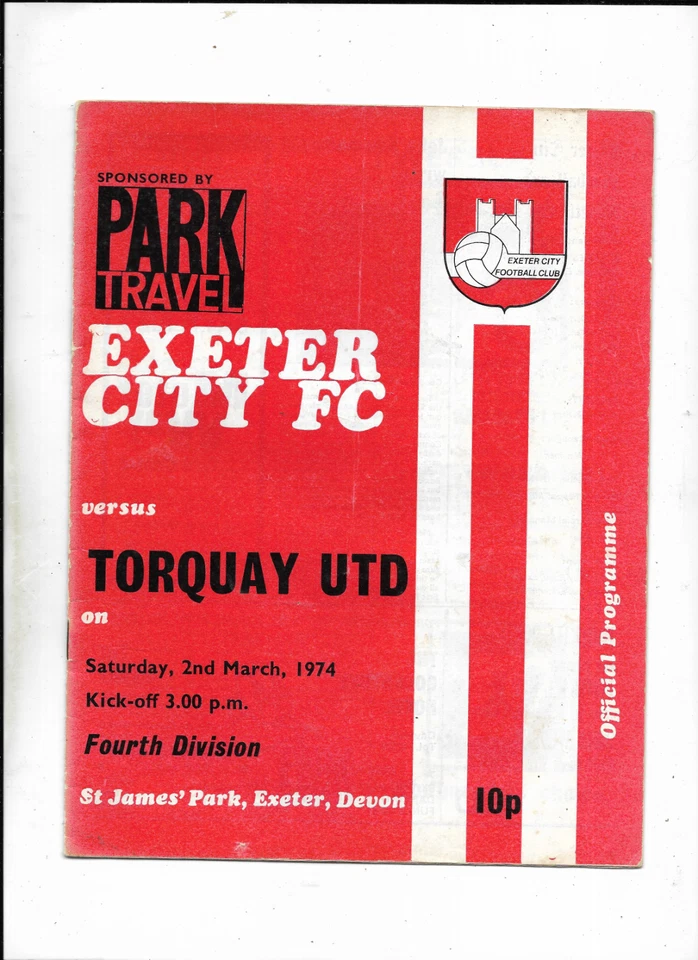 SPONSORED BY
PARK
TRAVEL
EXETER
CITY FC
versus
TORQUAY UTD
on
Saturday, 2nd March, 1974
Kick-off 3.00 p.m.
Fourth Division
St James' Park, Exeter, Devon
EXETER CITY
FOOTBALL CLUB
10p
Official Programme